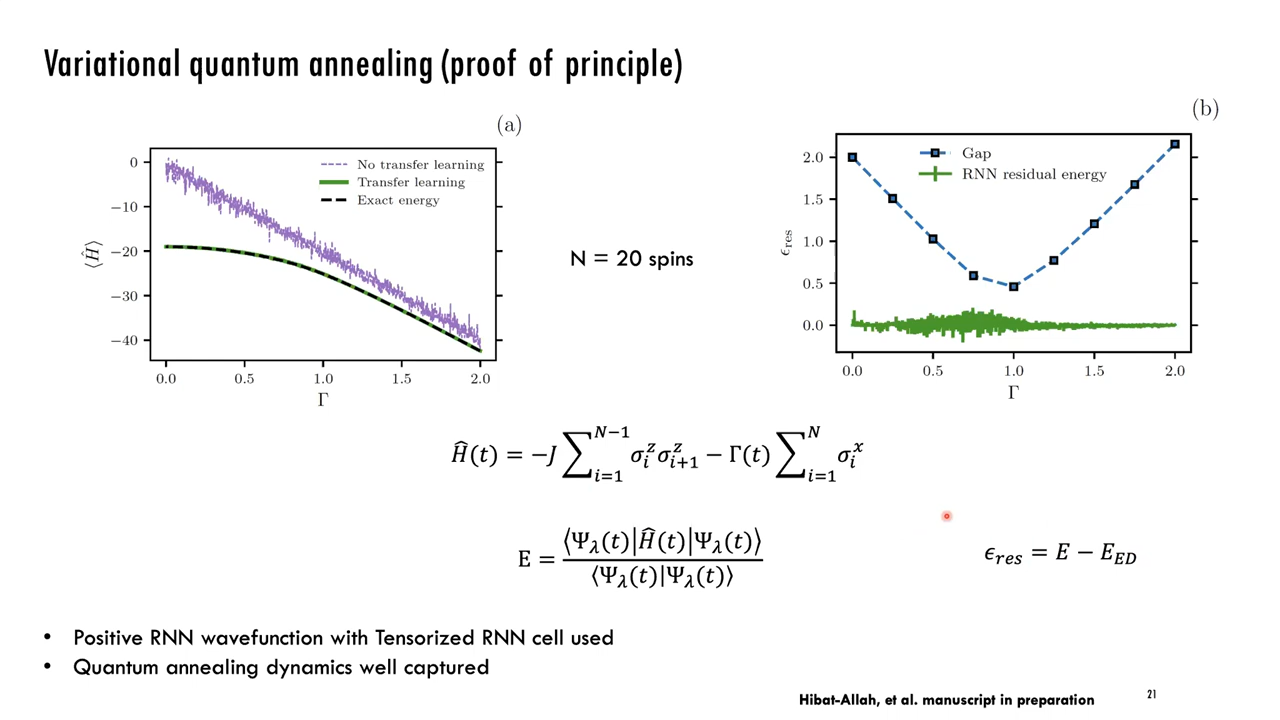 Variational quantum annealing (proof of principle)
(a)
0
−10
−20
−30
−40
⟨Ĥ⟩
No transfer learning
Transfer learning
Exact energy
0.0 0.5 1.0 1.5 2.0
Γ
N = 20 spins
(b)
2.0
1.5
1.0
0.5
0.0
ϵres
Gap
RNN residual energy
0.0 0.5 1.0 1.5 2.0
Γ
Ĥ(t) = −J ∑_{i=1}^{N−1} σ_i^z σ_{i+1}^z − Γ(t) ∑_{i=1}^{N} σ_i^x
E = ⟨Ψ_λ(t)|Ĥ(t)|Ψ_λ(t)⟩ / ⟨Ψ_λ(t)|Ψ_λ(t)⟩
ϵ_res = E − E_ED
• Positive RNN wavefunction with Tensorized RNN cell used
• Quantum annealing dynamics well captured
Hibat-Allah, et al. manuscript in preparation
21